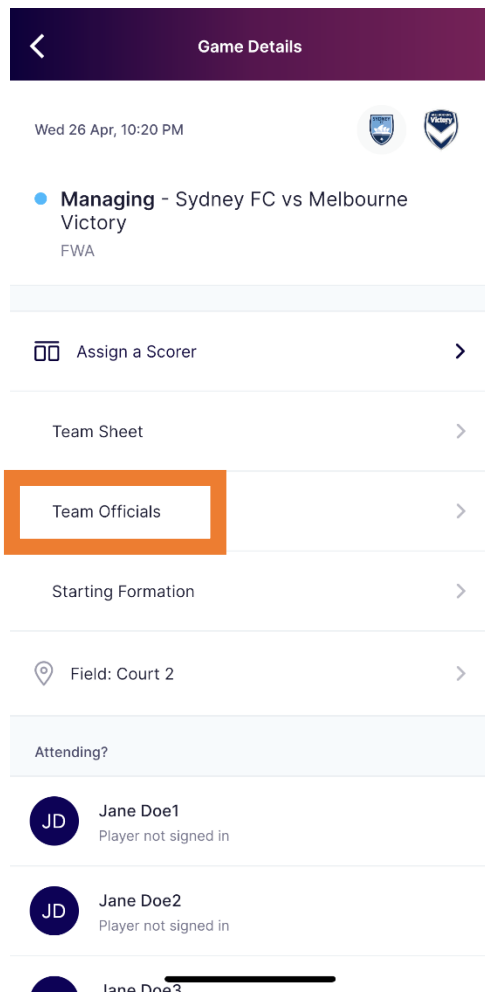 Game Details
Wed 26 Apr, 10:20 PM
SYDNEY
Victory
Managing - Sydney FC vs Melbourne
Victory
FWA
Assign a Scorer
Team Sheet
Team Officials
Starting Formation
Field: Court 2
Attending?
JD
Jane Doe1
Player not signed in
JD
Jane Doe2
Player not signed in
Jane Doe3